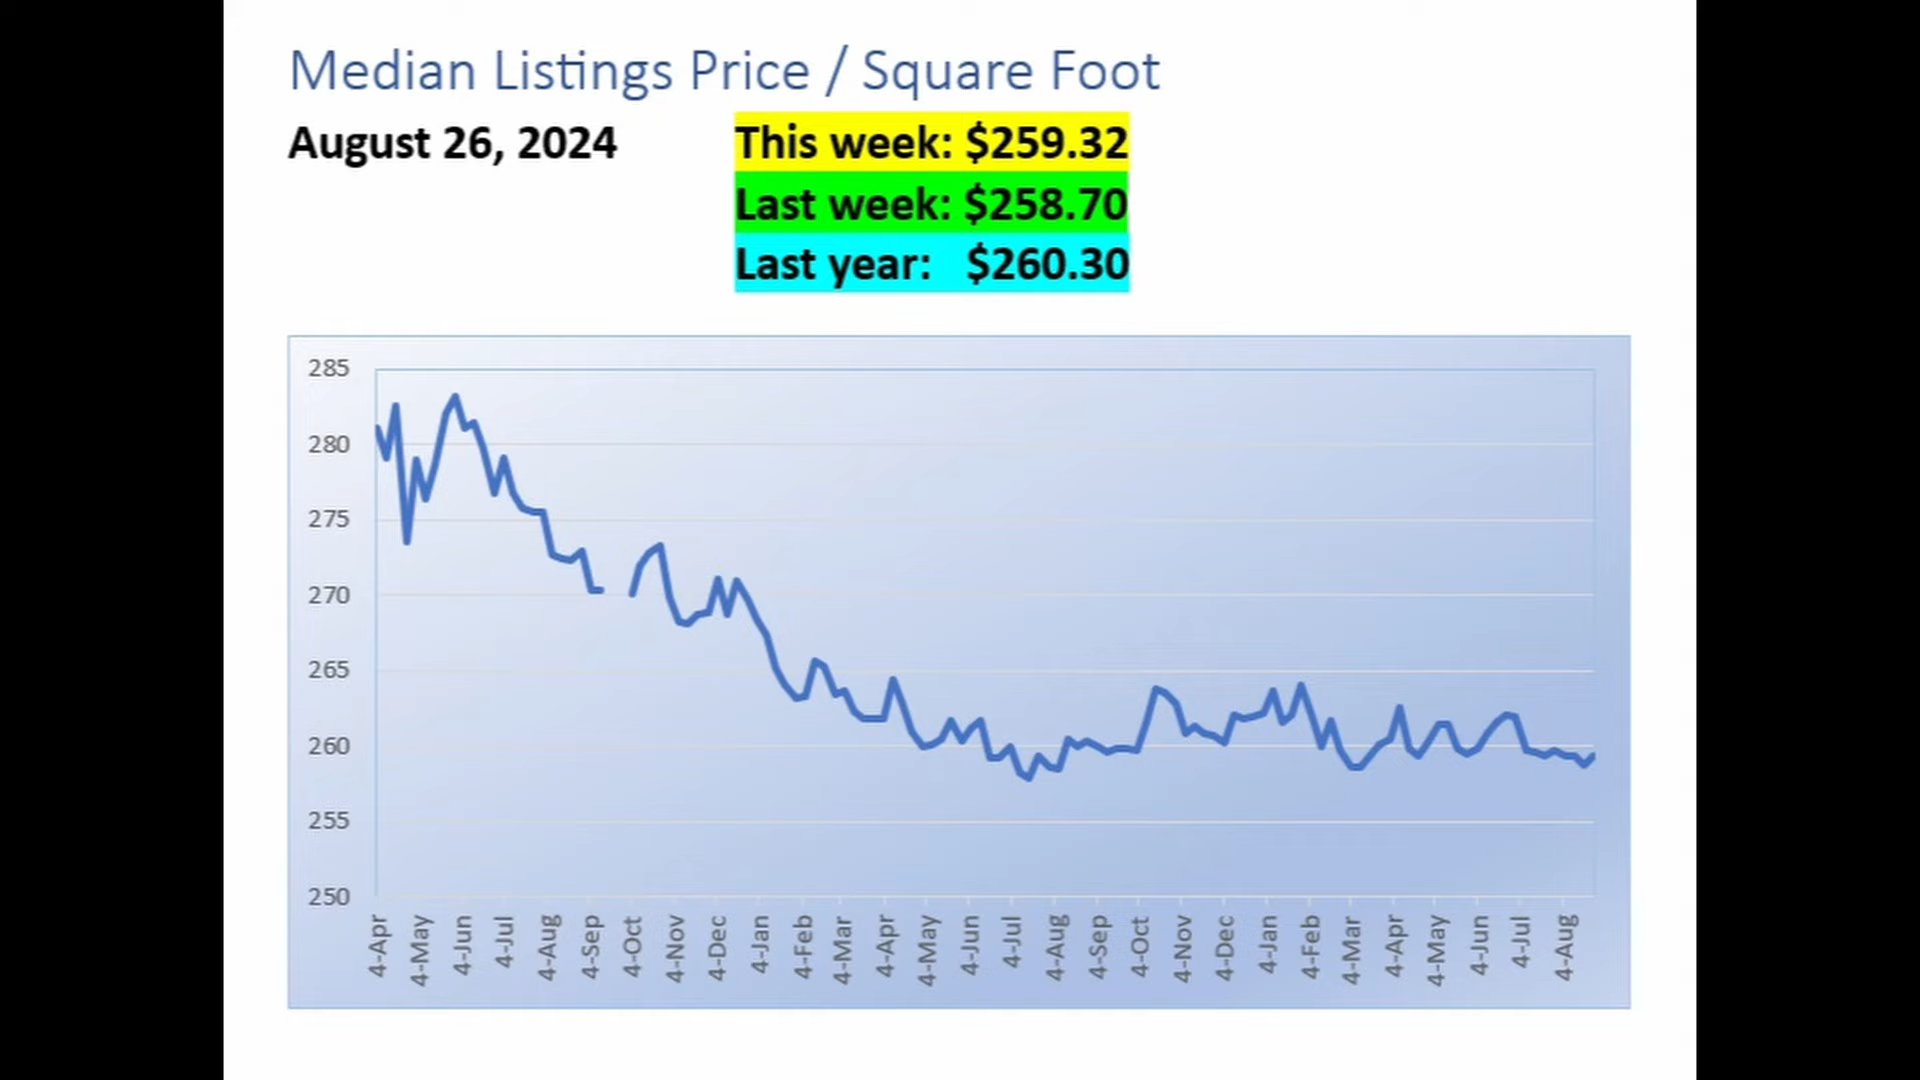 Median Listings Price / Square Foot
August 26, 2024
This week: $259.32
Last week: $258.70
Last year: $260.30
285
280
275
270
265
260
255
250
4-Apr
4-May
4-Jun
4-Jul
4-Aug
4-Sep
4-Oct
4-Nov
4-Dec
4-Jan
4-Feb
4-Mar
4-Apr
4-May
4-Jun
4-Jul
4-Aug
4-Sep
4-Oct
4-Nov
4-Dec
4-Jan
4-Feb
4-Mar
4-Apr
4-May
4-Jun
4-Jul
4-Aug